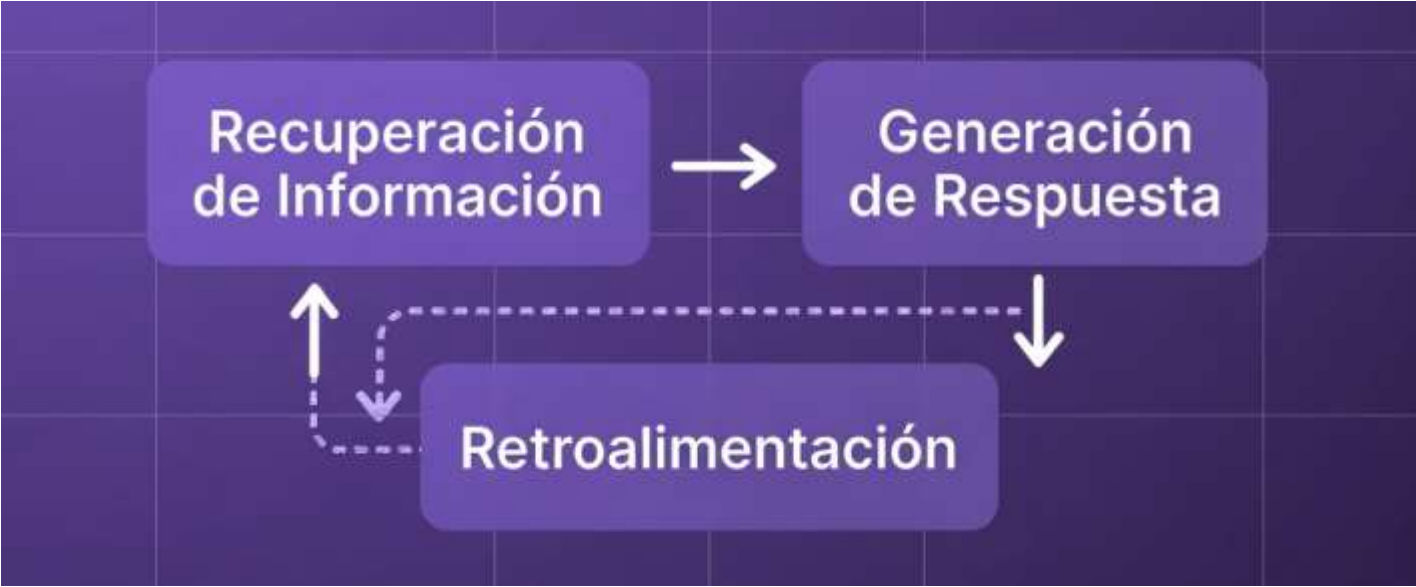 Recuperación
de Información
Generación
de Respuesta
Retroalimentación